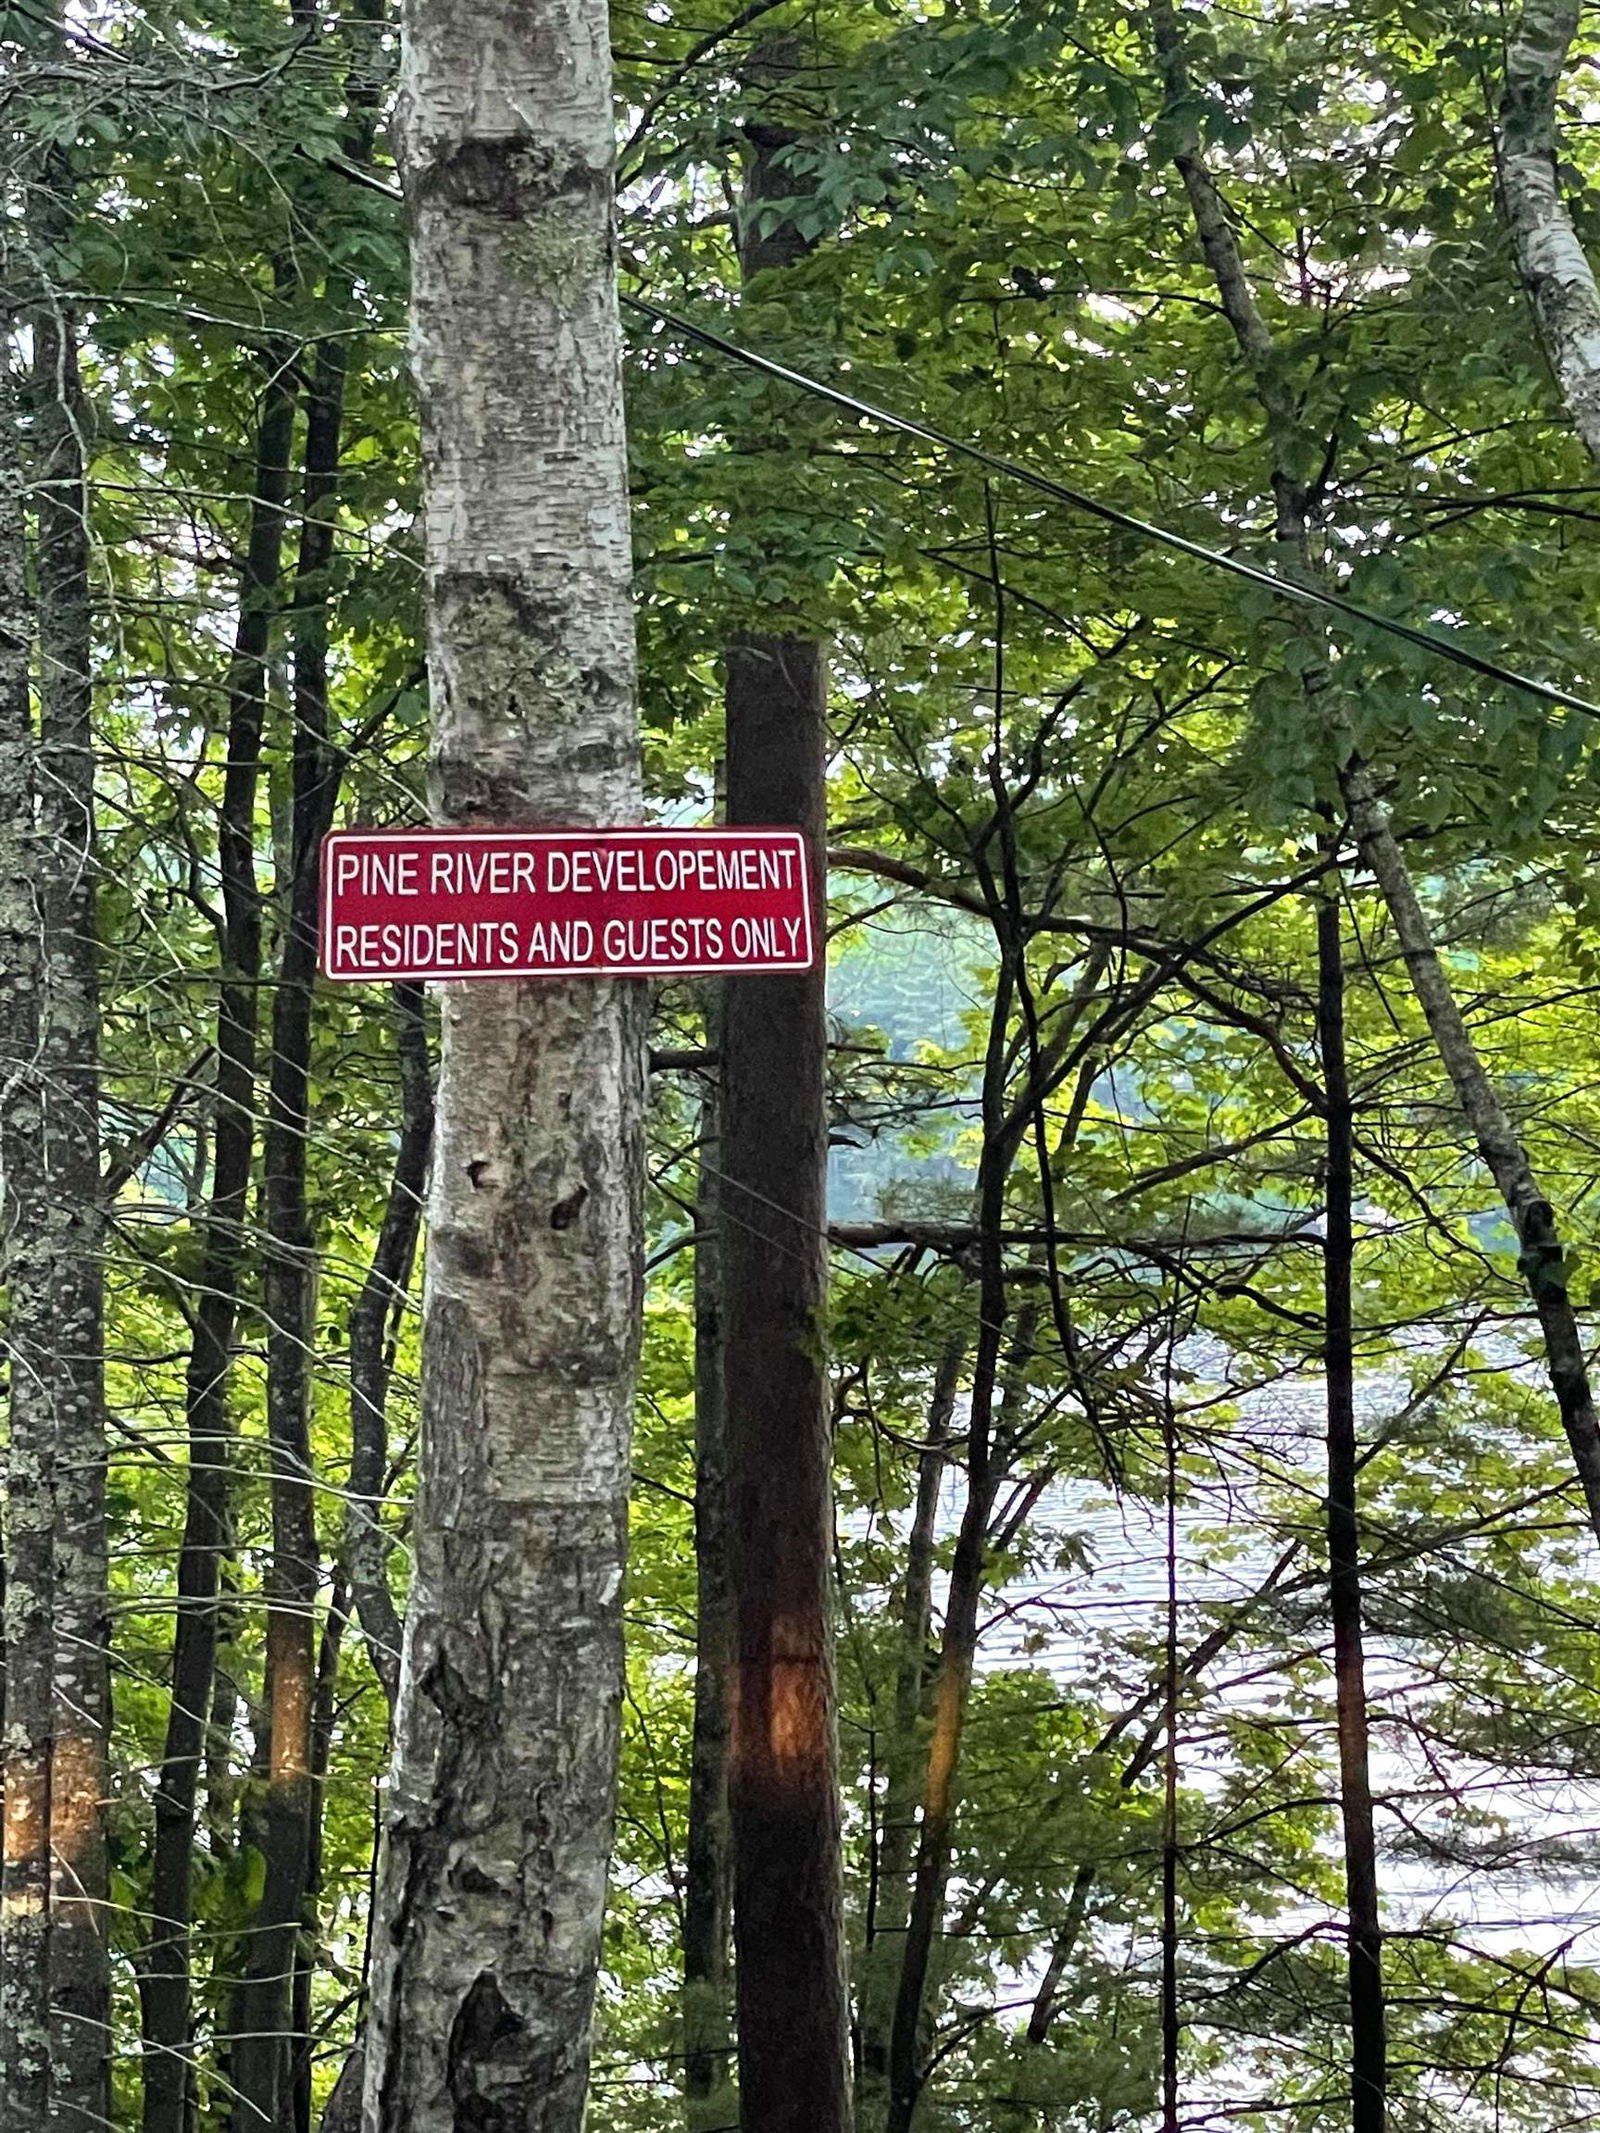 PINE RIVER DEVELOPEMENT
RESIDENTS AND GUESTS ONLY